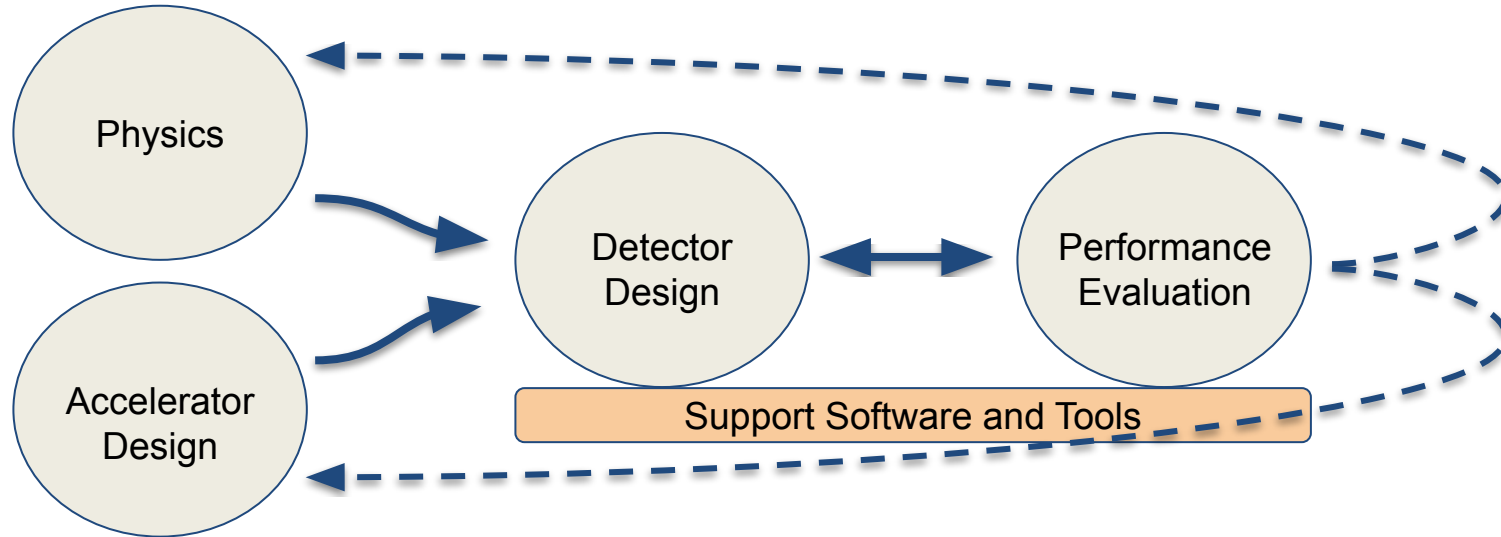 Physics
Accelerator
Design
Detector
Design
Performance
Evaluation
Support Software and Tools